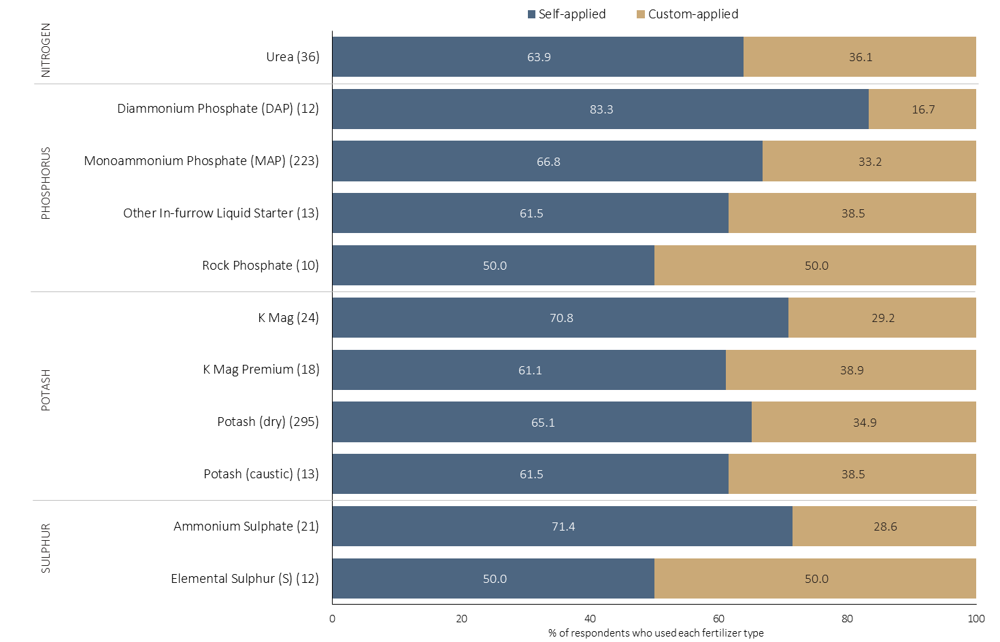 Self-applied Custom-applied
NITROGEN
Urea (36) 63.9 36.1
PHOSPHORUS
Diammonium Phosphate (DAP) (12) 83.3 16.7
Monoammonium Phosphate (MAP) (223) 66.8 33.2
Other In-furrow Liquid Starter (13) 61.5 38.5
Rock Phosphate (10) 50.0 50.0
POTASH
K Mag (24) 70.8 29.2
K Mag Premium (18) 61.1 38.9
Potash (dry) (295) 65.1 34.9
Potash (caustic) (13) 61.5 38.5
SULPHUR
Ammonium Sulphate (21) 71.4 28.6
Elemental Sulphur (S) (12) 50.0 50.0
0 20 40 60 80 100
% of respondents who used each fertilizer type